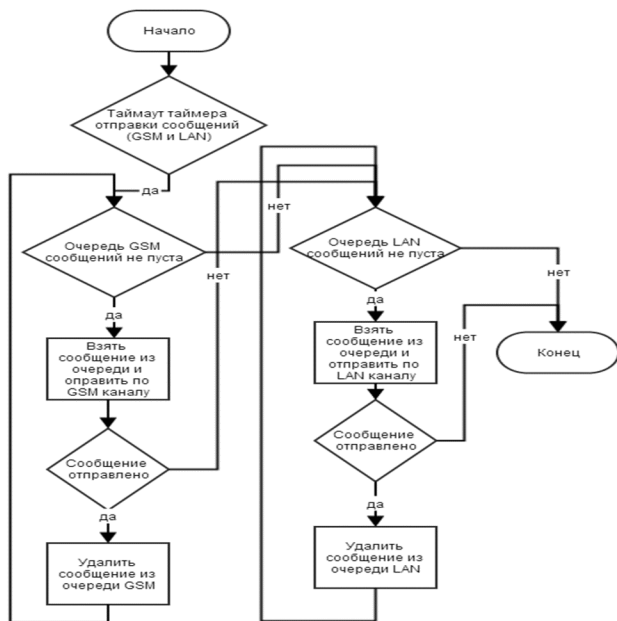 Начало
Таймаут таймера
отправки сообщений
(GSM и LAN)
да
нет
Очередь GSM
сообщений не пуста
нет
да
Взять
сообщение из
очереди и
оправить по
GSM каналу
Сообщение
отправлено
да
Удалить
сообщение из
очереди GSM
Очередь LAN
сообщений не пуста
нет
да
Взять
сообщение из
очереди и
отправить по
LAN каналу
нет
Сообщение
отправлено
да
Удалить
сообщение из
очереди LAN
Конец